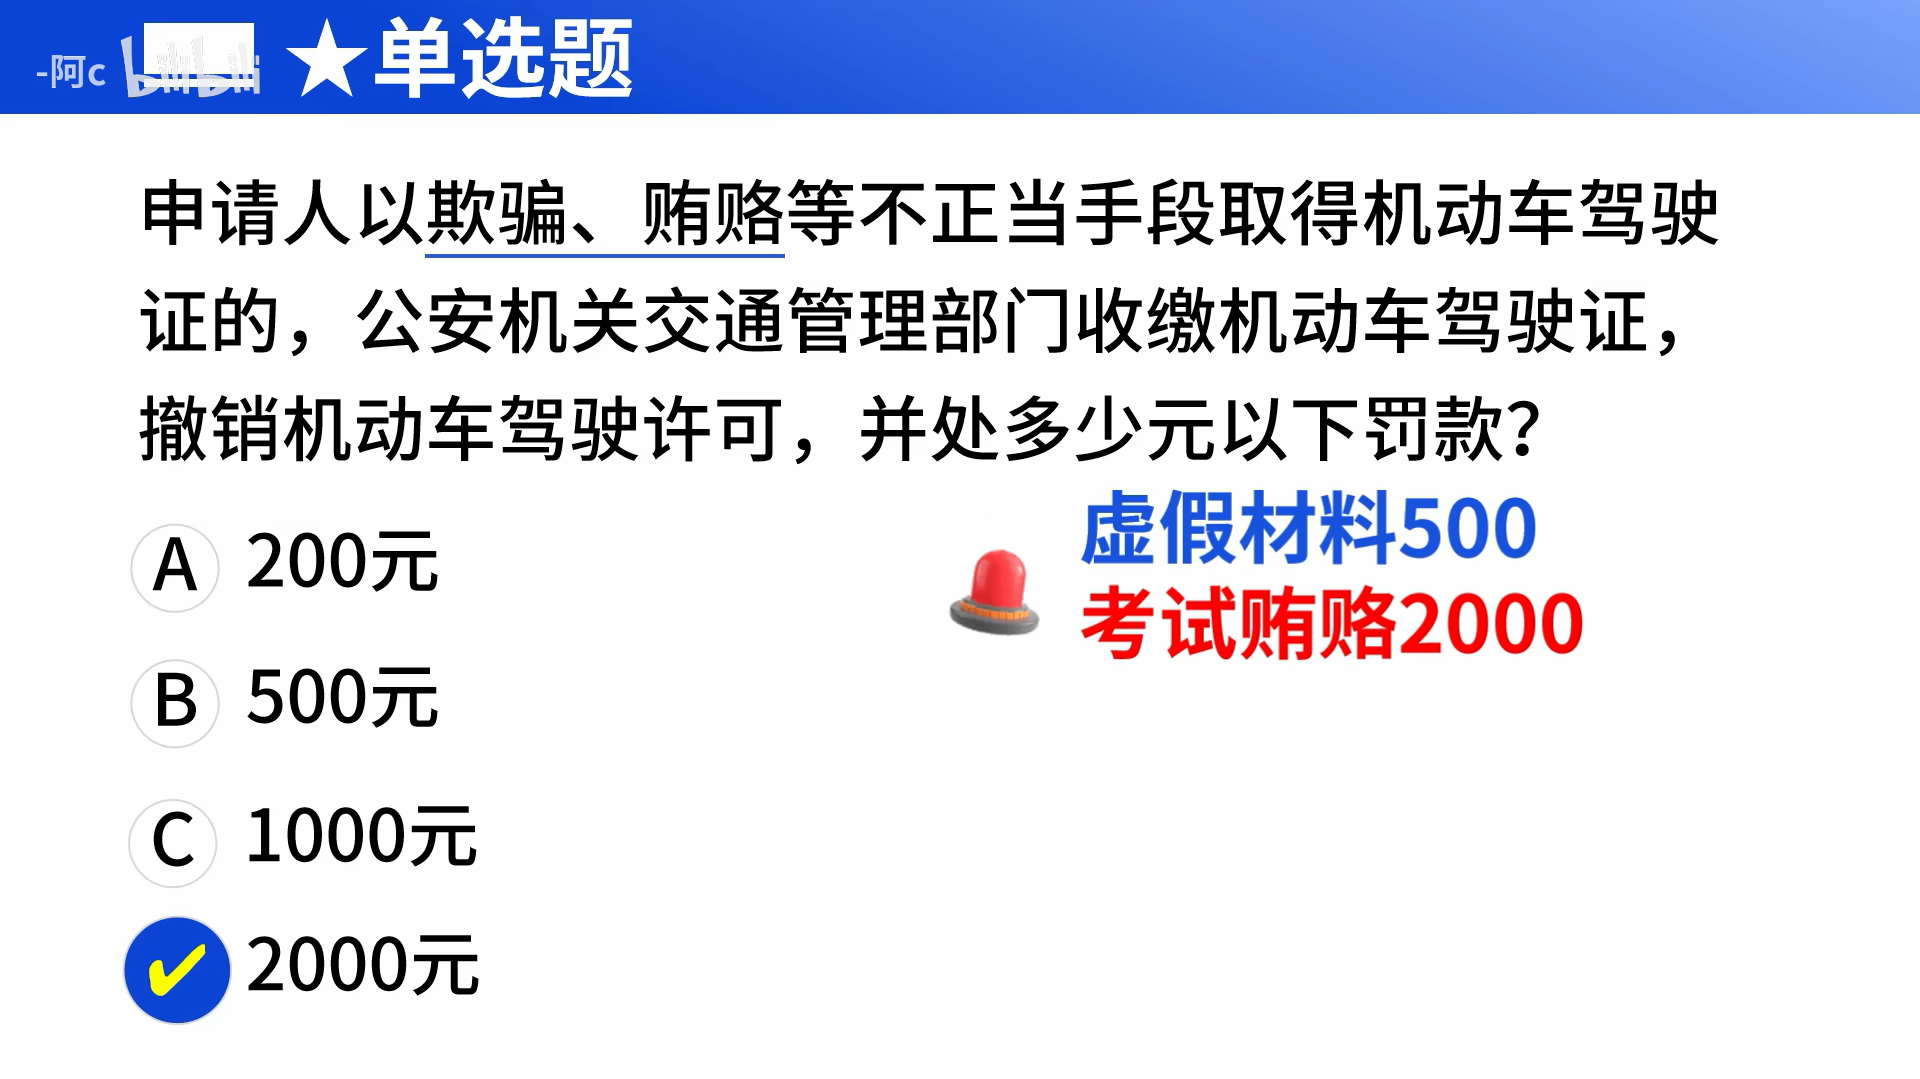 -阿c bilibili ★单选题
申请人以欺骗、贿赂等不正当手段取得机动车驾驶
证的，公安机关交通管理部门收缴机动车驾驶证，
撤销机动车驾驶许可，并处多少元以下罚款？
虚假材料500
考试贿赂2000
A 200元
B 500元
C 1000元
✔ 2000元